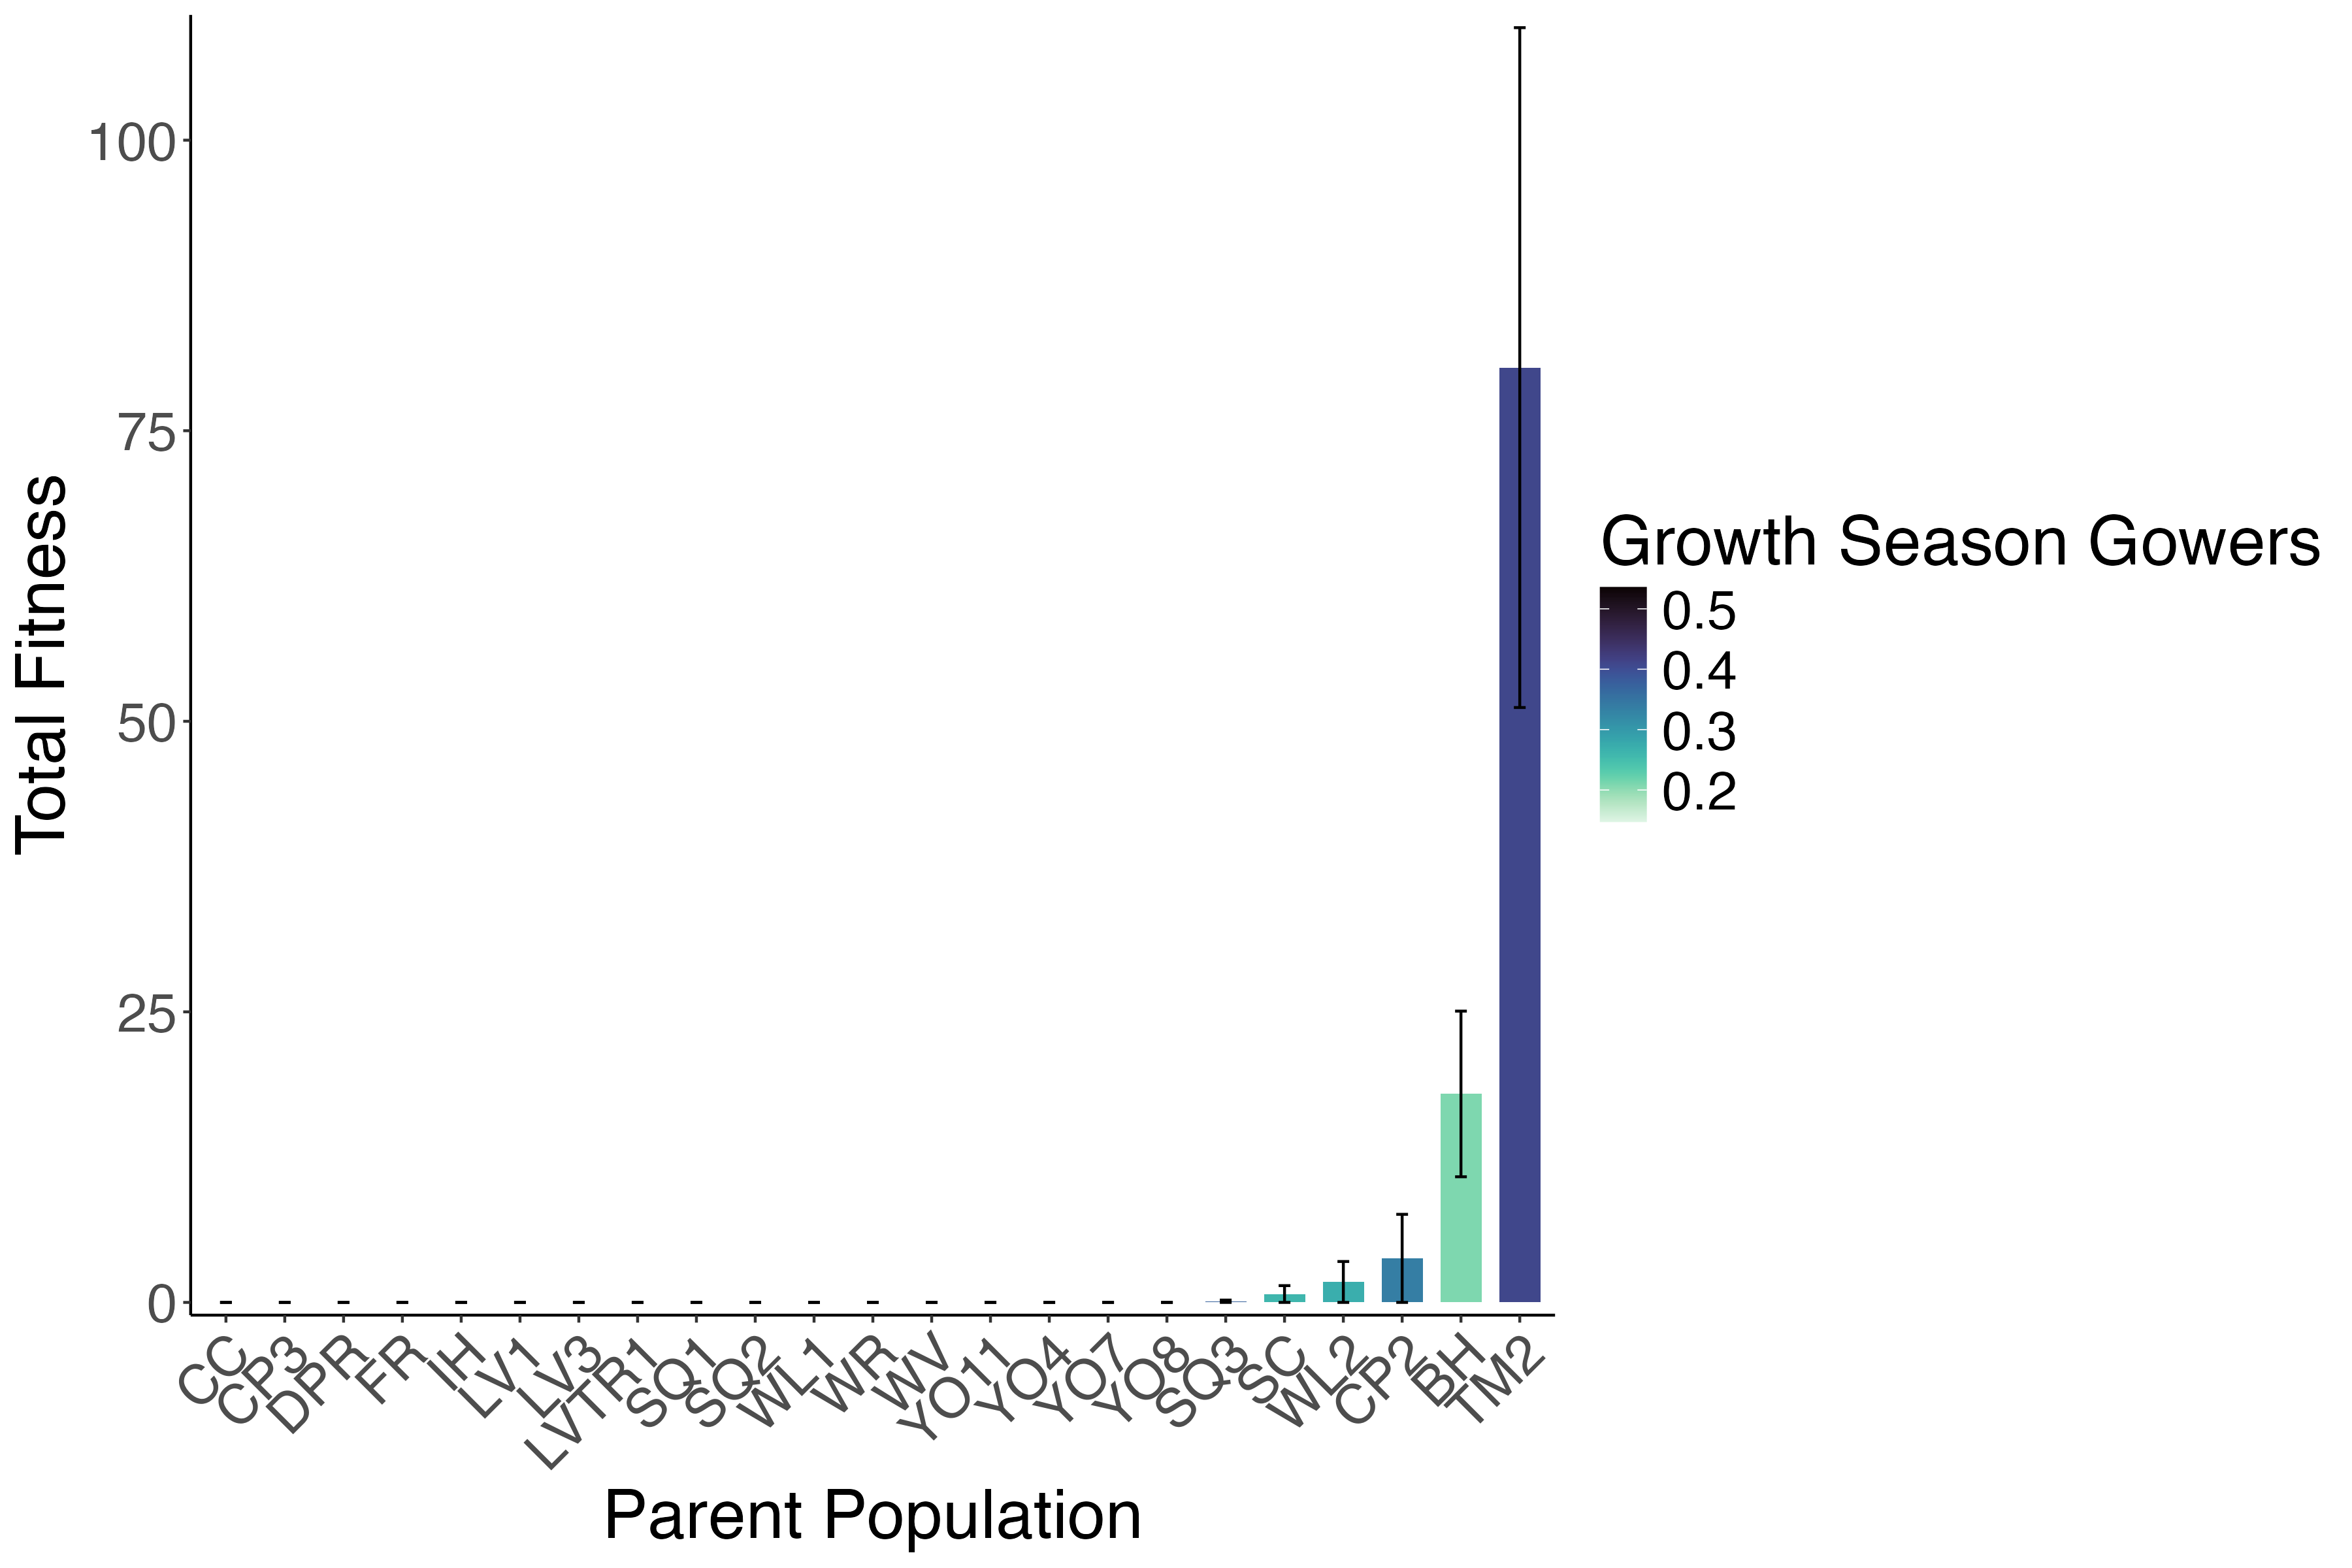 Total Fitness
100
75
50
25
0
CC
CP3
DPR
FR
IH
LV1
LV3
LVTR1
SQ1
SQ2
WL1
WR
WV
YO11
YO4
YO7
YO8
SQ3
SC
WL2
CP2
BH
TM2
Parent Population
Growth Season Gowers
0.5
0.4
0.3
0.2